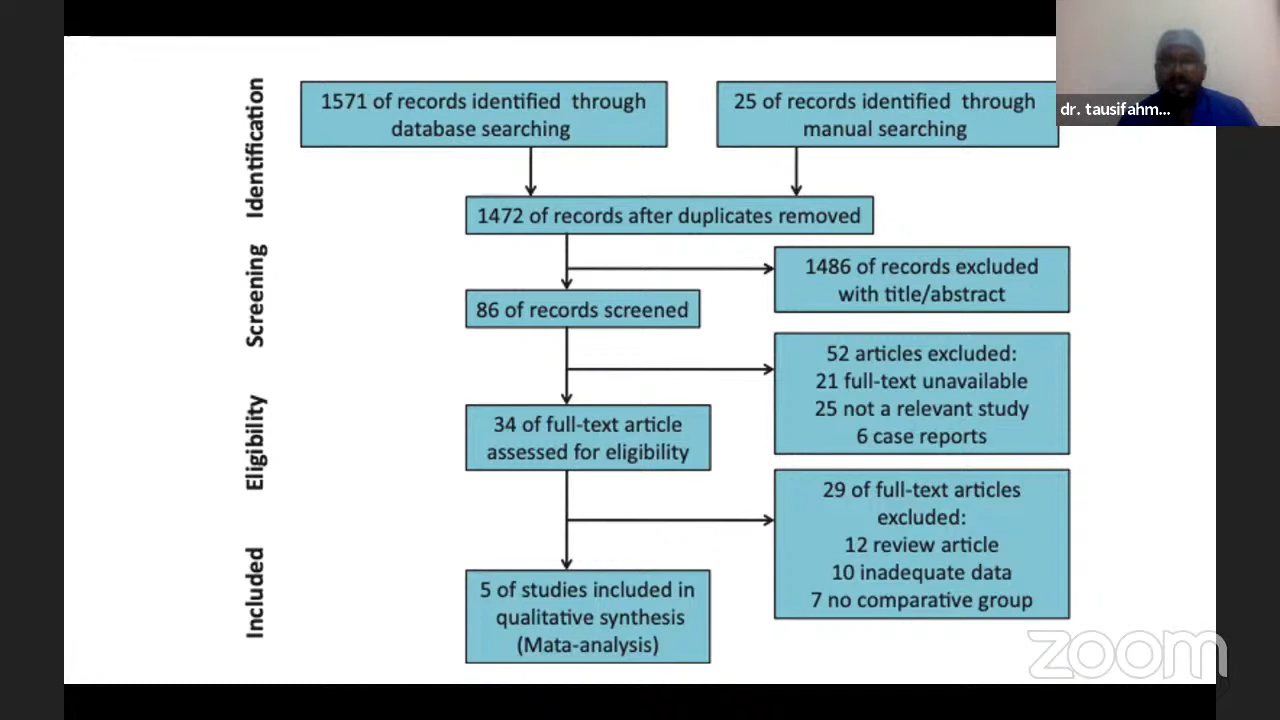 Identification
1571 of records identified through
database searching
25 of records identified through
manual searching
dr. tausifahm...
1472 of records after duplicates removed
Screening
1486 of records excluded
with title/abstract
86 of records screened
52 articles excluded:
21 full-text unavailable
25 not a relevant study
6 case reports
Eligibility
34 of full-text article
assessed for eligibility
29 of full-text articles
excluded:
12 review article
10 inadequate data
7 no comparative group
Included
5 of studies included in
qualitative synthesis
(Mata-analysis)
zoom